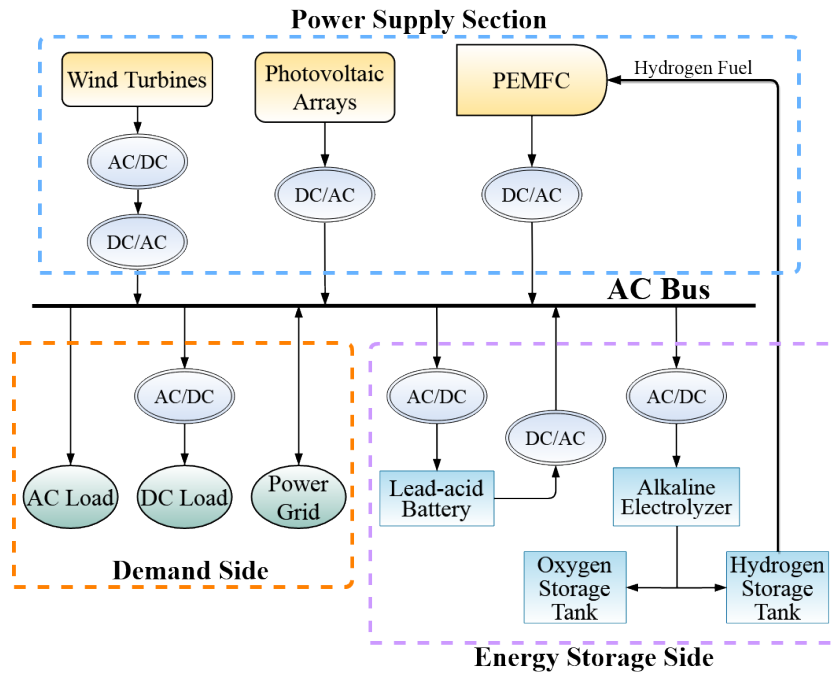 Power Supply Section
Wind Turbines
Photovoltaic
Arrays
PEMFC
Hydrogen Fuel
AC/DC
DC/AC
DC/AC
DC/AC
AC Bus
AC/DC
AC/DC
AC/DC
DC/AC
AC Load
DC Load
Power
Grid
Lead-acid
Battery
Alkaline
Electrolyzer
Oxygen
Storage
Tank
Hydrogen
Storage
Tank
Demand Side
Energy Storage Side